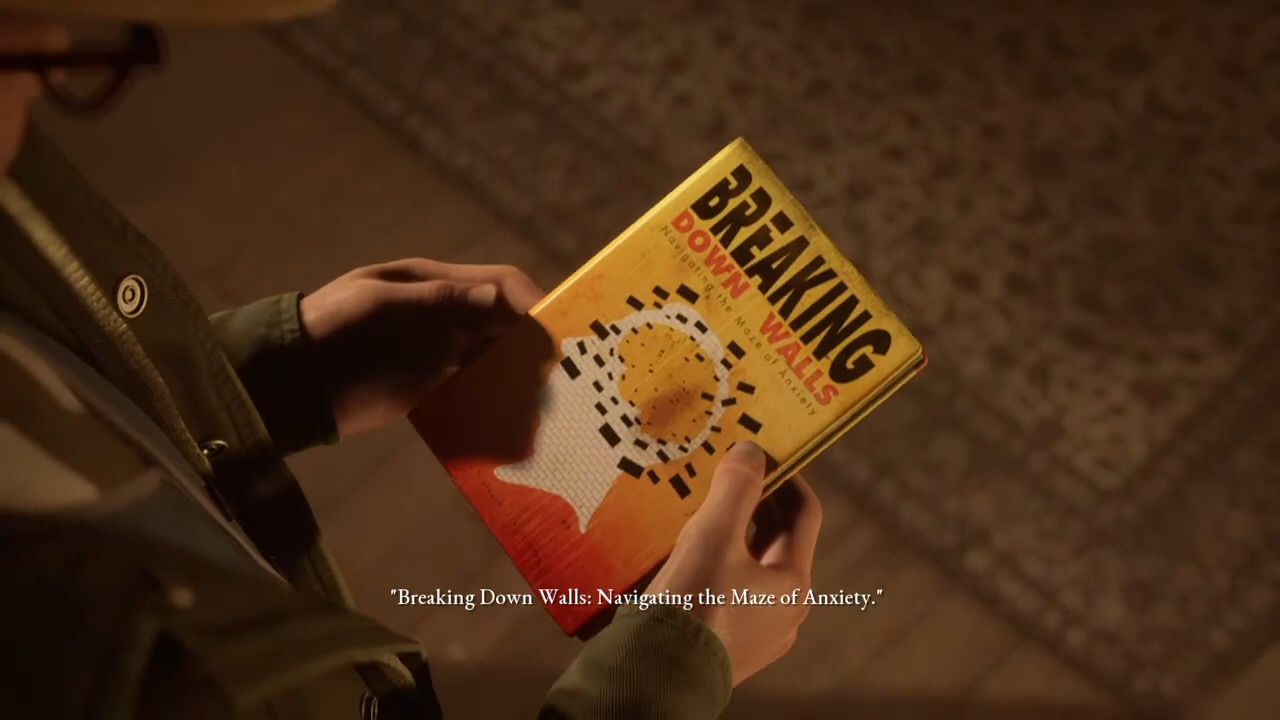 BREAKING
DOWN WALLS
Navigating the Maze of Anxiety
"Breaking Down Walls: Navigating the Maze of Anxiety."